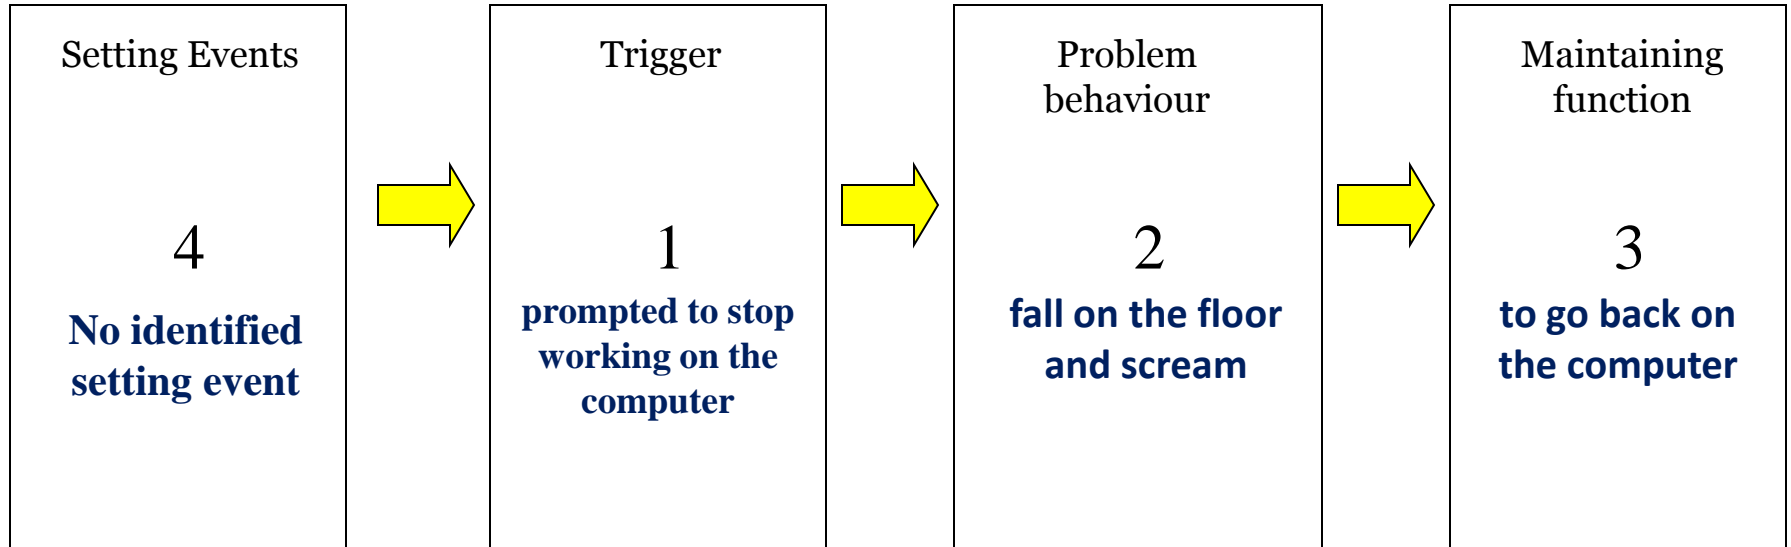 Setting Events
4
No identified
setting event
Trigger
1
prompted to stop
working on the
computer
Problem
behaviour
2
fall on the floor
and scream
Maintaining
function
3
to go back on
the computer